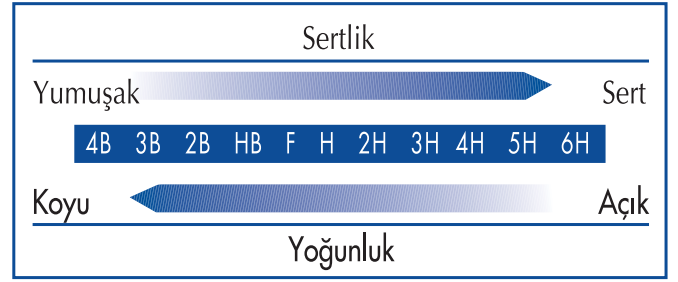 Sertlik
Yumuşak Sert
4B 3B 2B HB F H 2H 3H 4H 5H 6H
Koyu Açık
Yoğunluk